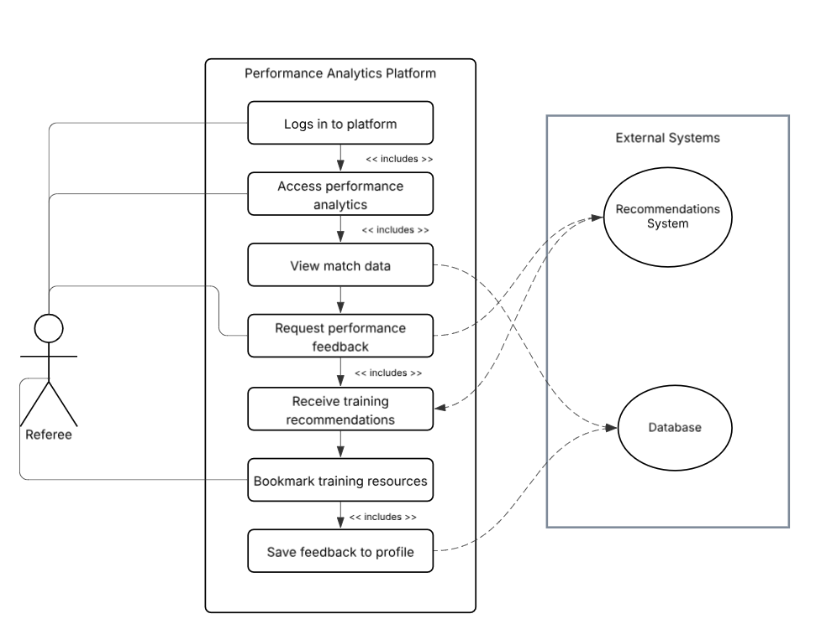 Performance Analytics Platform
Logs in to platform
<< includes >>
Access performance
analytics
<< includes >>
View match data
Request performance
feedback
<< includes >>
Receive training
recommendations
Bookmark training resources
<< includes >>
Save feedback to profile
Referee
External Systems
Recommendations
System
Database